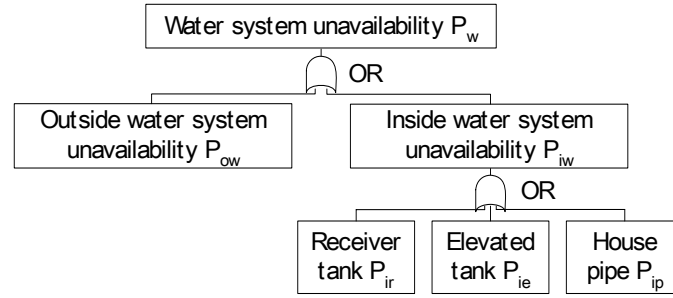 Water system unavailability P_w
OR
Outside water system
unavailability P_ow
Inside water system
unavailability P_iw
OR
Receiver
tank P_ir
Elevated
tank P_ie
House
pipe P_ip